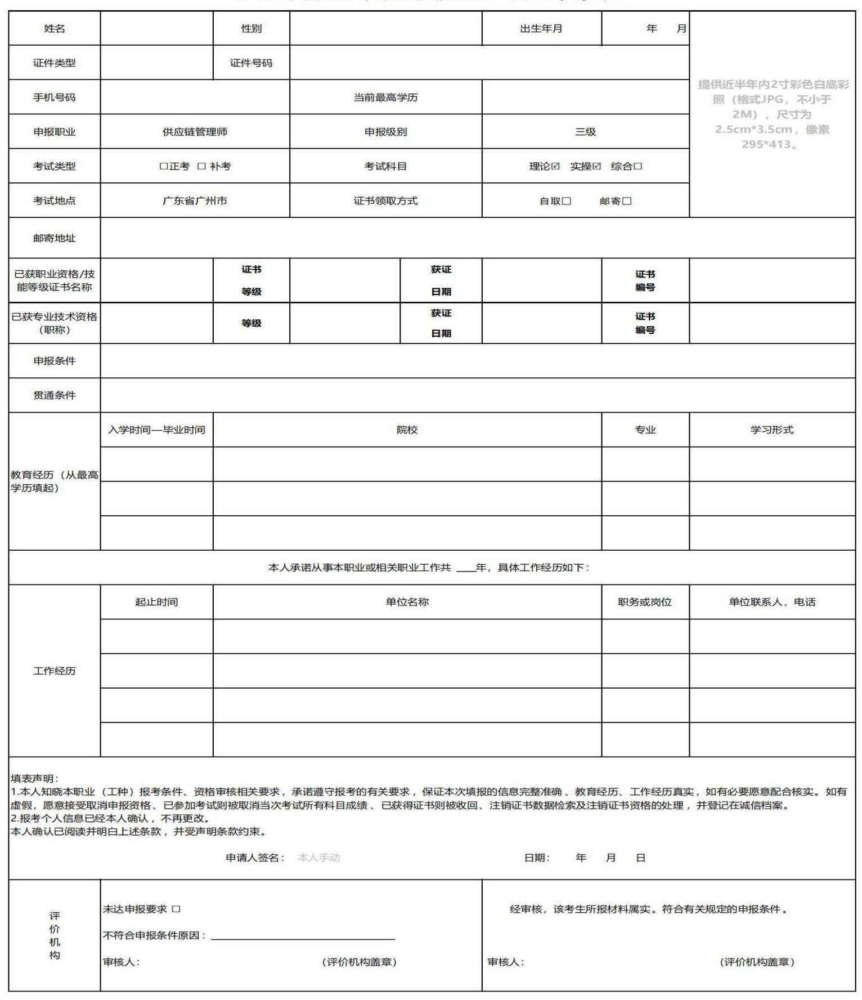 姓名 性别 出生年月 年 月
证件类型 证件号码
手机号码 当前最高学历
提供近半年内2寸彩色白底彩
照（格式JPG，不小于
2M），尺寸为
2.5cm*3.5cm，像素
295*413。
申报职业 供应链管理师 申报级别 三级
考试类型 □正考 □ 补考 考试科目 理论☑ 实操☑ 综合□
考试地点 广东省广州市 证书领取方式 自取□ 邮寄□
邮寄地址
已获职业资格/技
能等级证书名称
证书
等级
获证
日期
证书
编号
已获专业技术资格
（职称）
等级
获证
日期
证书
编号
申报条件
贯通条件
教育经历（从最高
学历填起）
入学时间—毕业时间 院校 专业 学习形式
本人承诺从事本职业或相关职业工作共 ____年，具体工作经历如下：
工作经历
起止时间 单位名称 职务或岗位 单位联系人、电话
填表声明：
1.本人知晓本职业（工种）报考条件、资格审核相关要求，承诺遵守报考的有关要求，保证本次填报的信息完整准确、教育经历、工作经历真实，如有必要愿意配合核实。如有
虚假，愿意接受取消申报资格、已参加考试则被取消当次考试所有科目成绩、已获得证书则被收回、注销证书数据检索及注销证书资格的处理，并登记在诚信档案。
2.报考个人信息已经本人确认，不再更改。
本人确认已阅读并明白上述条款，并受声明条款约束。
申请人签名： 本人手动 日期： 年 月 日
评
价
机
构
未达申报要求 □
不符合申报条件原因：
审核人： （评价机构盖章）
经审核，该考生所报材料属实。符合有关规定的申报条件。
审核人： （评价机构盖章）